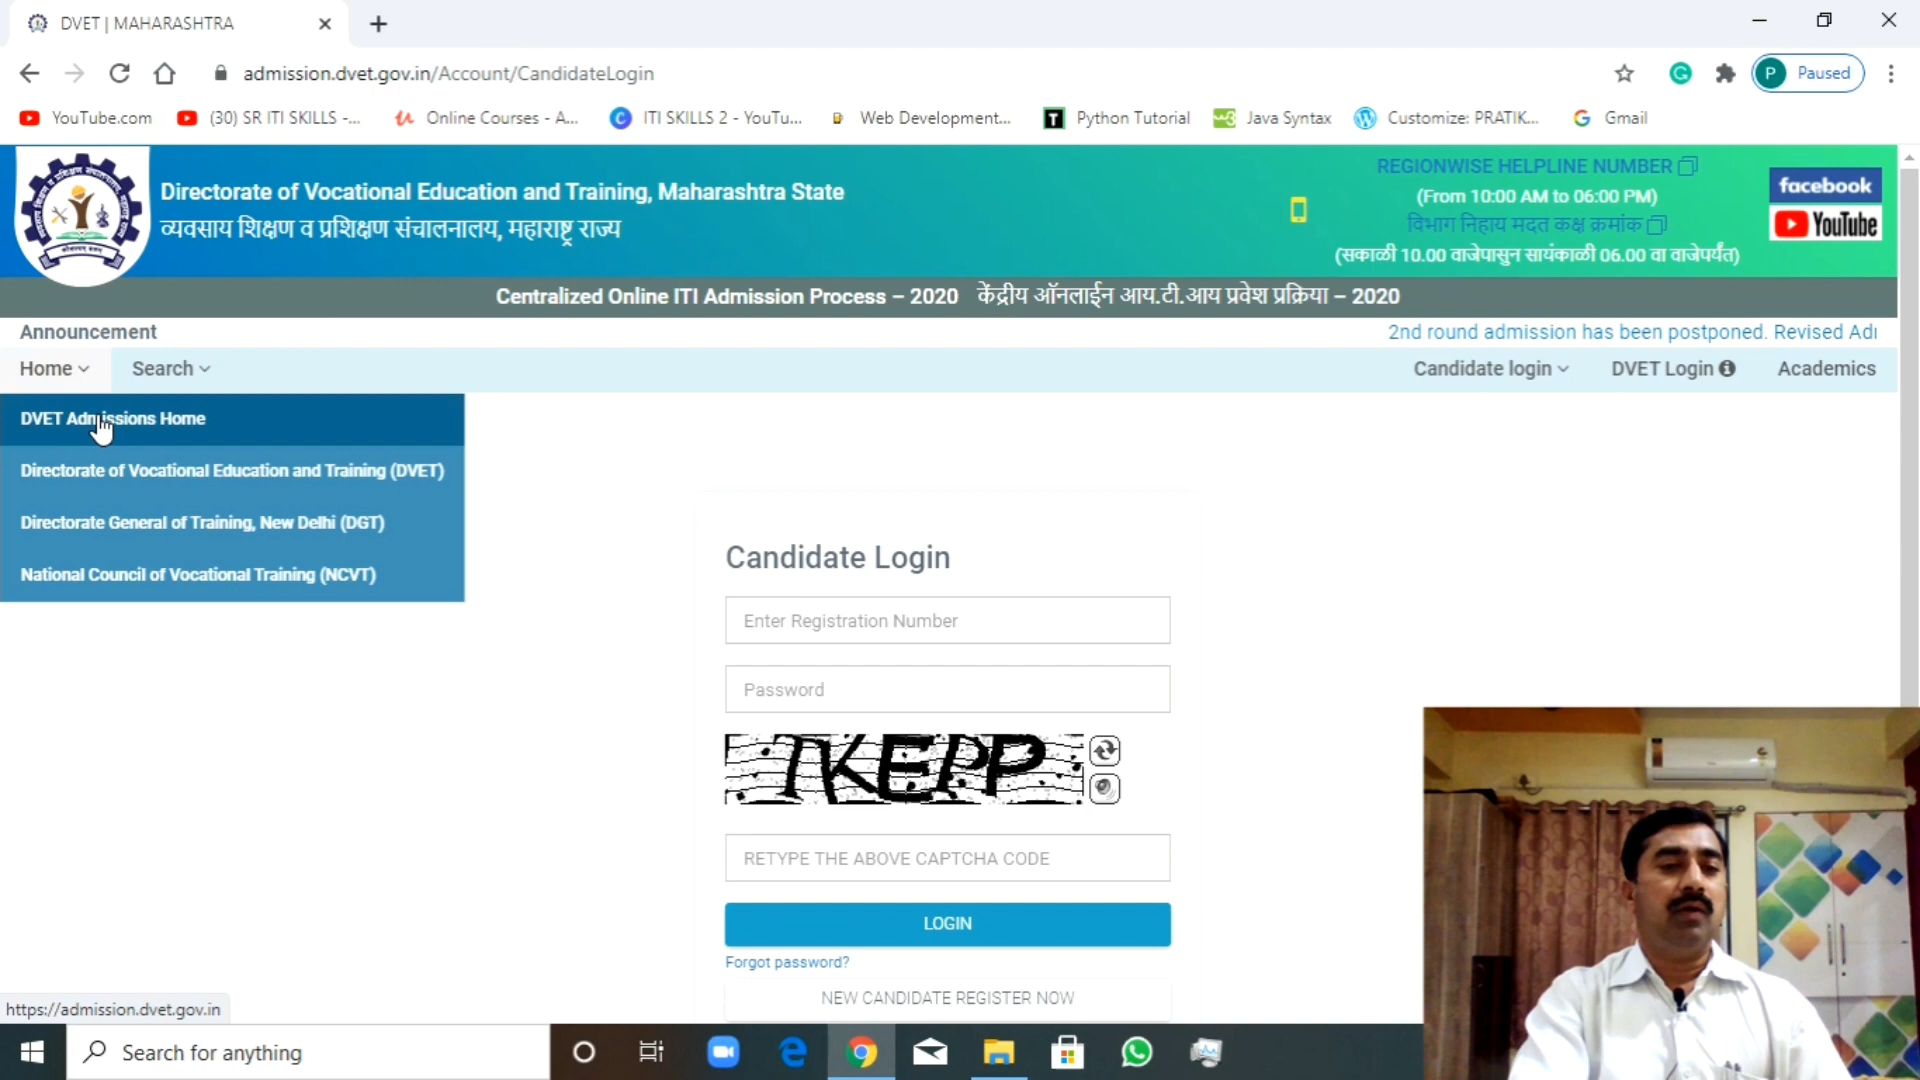 DVET | MAHARASHTRA
admission.dvet.gov.in/Account/CandidateLogin
P Paused
YouTube.com (30) SR ITI SKILLS -... Online Courses - A... ITI SKILLS 2 - YouTu... Web Development... Python Tutorial Java Syntax Customize: PRATIK... Gmail
Directorate of Vocational Education and Training, Maharashtra State
व्यवसाय शिक्षण व प्रशिक्षण संचालनालय, महाराष्ट्र राज्य
REGIONWISE HELPLINE NUMBER
(From 10:00 AM to 06:00 PM)
विभाग निहाय मदत कक्ष क्रमांक
(सकाळी 10.00 वाजेपासुन सायंकाळी 06.00 वा वाजेपर्यंत)
facebook
YouTube
Centralized Online ITI Admission Process – 2020 केंद्रीय ऑनलाईन आय.टी.आय प्रवेश प्रक्रिया – 2020
Announcement
2nd round admission has been postponed. Revised Adr
Home Search Candidate login DVET Login Academics
DVET Admissions Home
Directorate of Vocational Education and Training (DVET)
Directorate General of Training, New Delhi (DGT)
National Council of Vocational Training (NCVT)
Candidate Login
Enter Registration Number
Password
TKEPP
RETYPE THE ABOVE CAPTCHA CODE
LOGIN
Forgot password?
NEW CANDIDATE REGISTER NOW
https://admission.dvet.gov.in
Search for anything